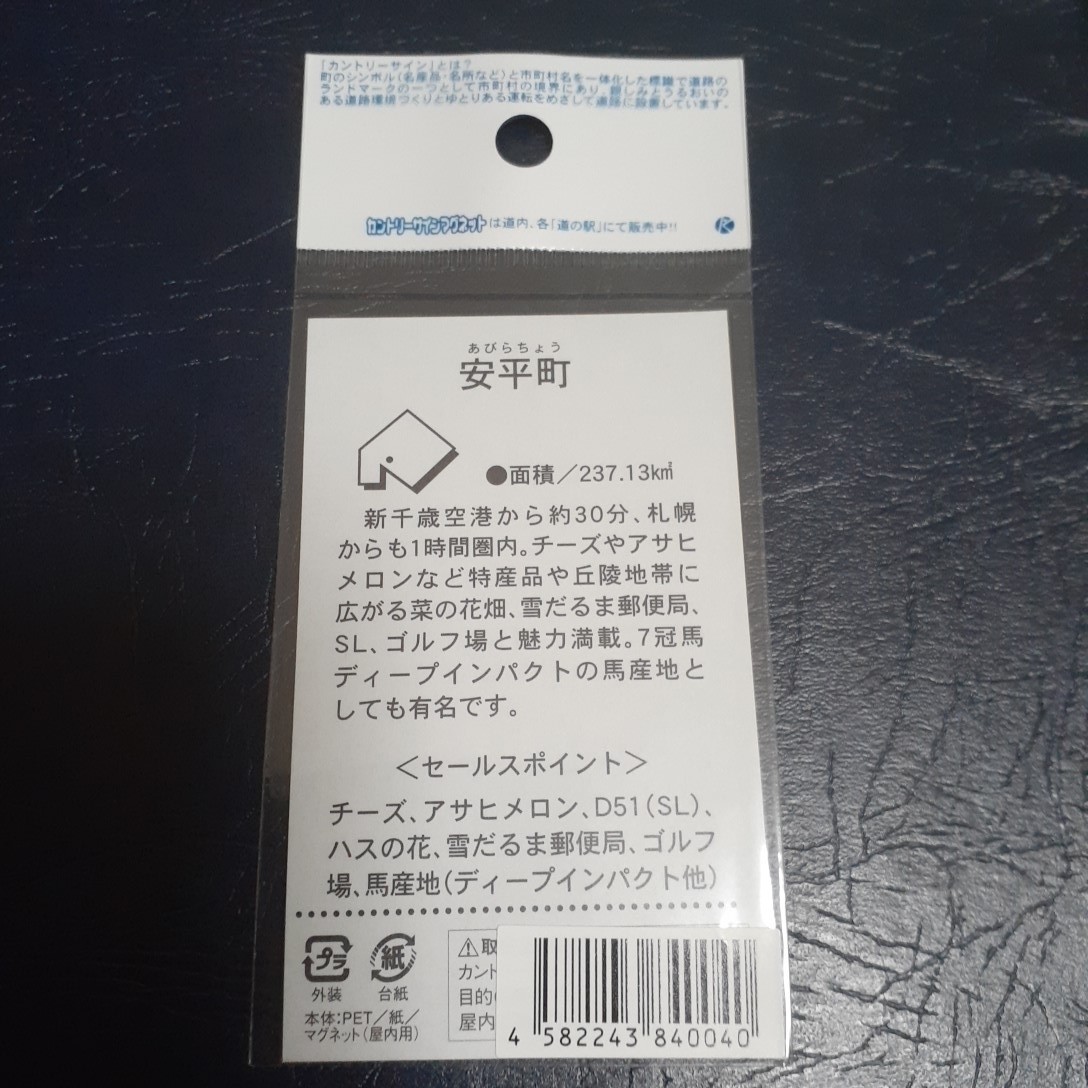 「カントリーサイン」とは?
町のシンボル(名産品・名所など)と市町村名を一体化した標識で道路の
ランドマークの一つとして市町村の境界にあり、親しみとうるおいの
ある道路環境づくりとゆとりある運転をめざして道路に設置しています。
カントリーサインマグネットは道内、各「道の駅」にて販売中!!
あびらちょう
安平町
●面積/237.13km²
新千歳空港から約30分、札幌
からも1時間圏内。チーズやアサヒ
メロンなど特産品や丘陵地帯に
広がる菜の花畑、雪だるま郵便局、
SL、ゴルフ場と魅力満載。7冠馬
ディープインパクトの馬産地と
しても有名です。
<セールスポイント>
チーズ、アサヒメロン、D51(SL)、
ハスの花、雪だるま郵便局、ゴルフ
場、馬産地(ディープインパクト他)
プラ
外装
紙
台紙
本体:PET/紙/
マグネット(屋内用)
取
カント
目的
屋内
4 582243 840040